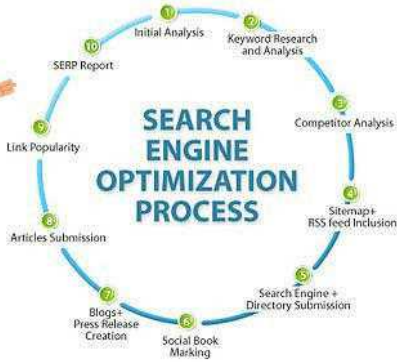 1
Initial Analysis
2
Keyword Research
and Analysis
3
Competitor Analysis
4
Sitemap+
RSS feed Inclusion
5
Search Engine +
Directory Submission
6
Social Book
Marking
7
Blogs+
Press Release
Creation
8
Articles Submission
9
Link Popularity
10
SERP Report
SEARCH
ENGINE
OPTIMIZATION
PROCESS